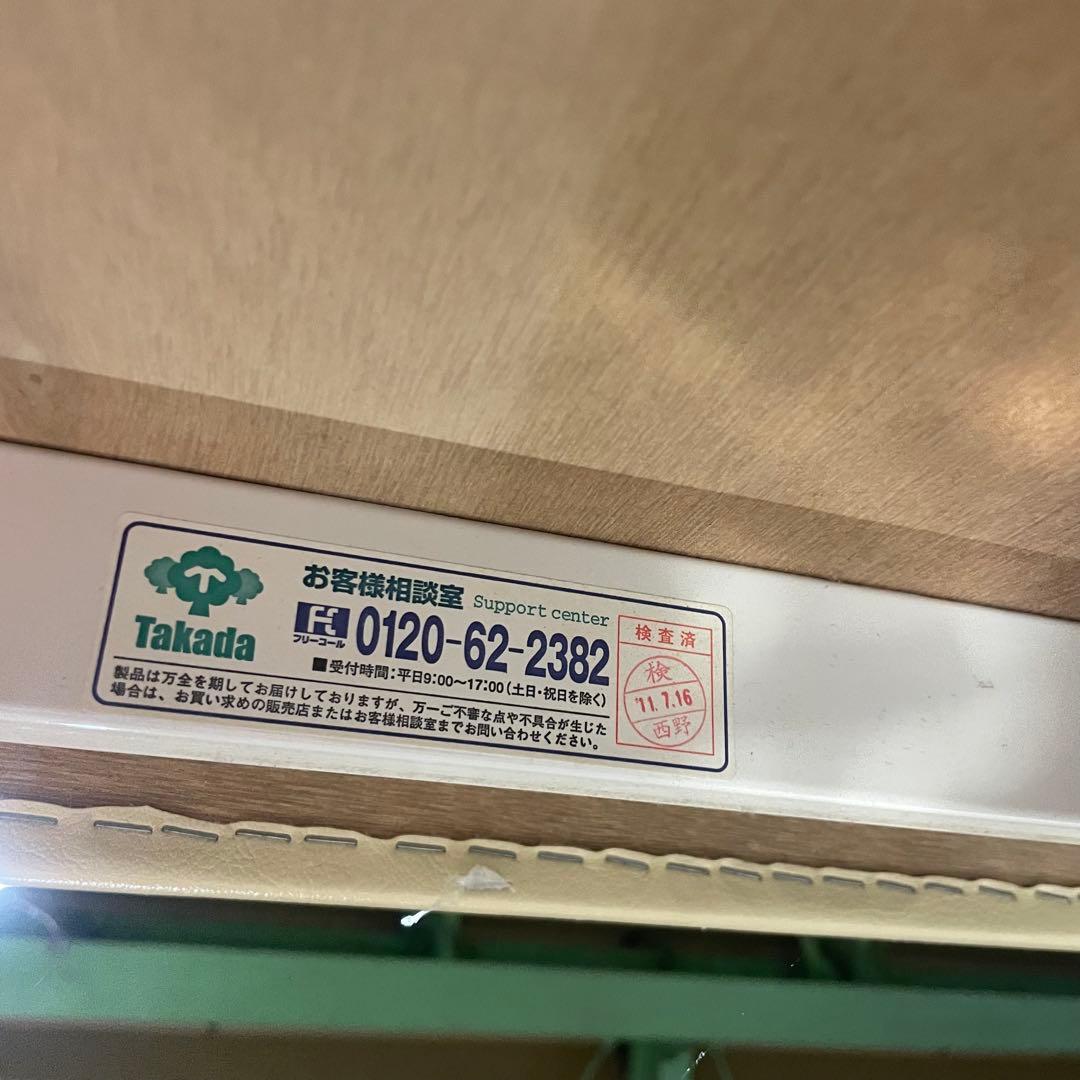 T
Takada
お客様相談室 Support center
FC
フリーコール 0120-62-2382
■受付時間:平日9:00〜17:00(土日・祝日を除く)
製品は万全を期してお届けしておりますが、万一ご不審な点や不具合が生じた
場合は、お買い求めの販売店またはお客様相談室までお問い合わせください。
検査済
検
'11.7.16
西野